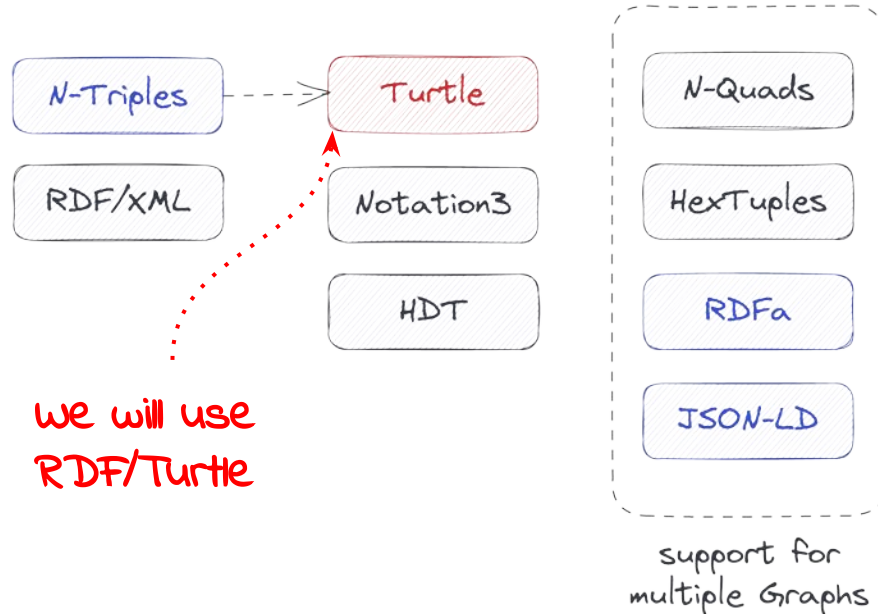 N-Triples
Turtle
N-Quads
RDF/XML
Notation3
HexTuples
HDT
RDFa
JSON-LD
we will use
RDF/Turtle
support for
multiple Graphs